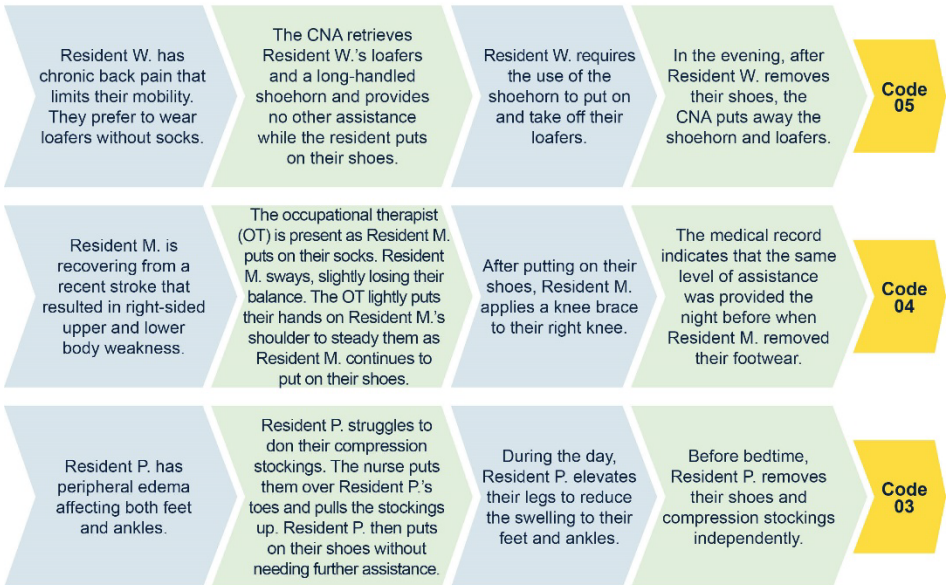 Resident W. has
chronic back pain that
limits their mobility.
They prefer to wear
loafers without socks.
The CNA retrieves
Resident W.'s loafers
and a long-handled
shoehorn and provides
no other assistance
while the resident puts
on their shoes.
Resident W. requires
the use of the
shoehorn to put on
and take off their
loafers.
In the evening, after
Resident W. removes
their shoes, the
CNA puts away the
shoehorn and loafers.
Code
05
Resident M. is
recovering from a
recent stroke that
resulted in right-sided
upper and lower
body weakness.
The occupational therapist
(OT) is present as Resident M.
puts on their socks. Resident
M. sways, slightly losing their
balance. The OT lightly puts
their hands on Resident M.'s
shoulder to steady them as
Resident M. continues to
put on their shoes.
After putting on their
shoes, Resident M.
applies a knee brace
to their right knee.
The medical record
indicates that the same
level of assistance
was provided the
night before when
Resident M. removed
their footwear.
Code
04
Resident P. has
peripheral edema
affecting both feet
and ankles.
Resident P. struggles to
don their compression
stockings. The nurse puts
them over Resident P.'s
toes and pulls the stockings
up. Resident P. then puts
on their shoes without
needing further assistance.
During the day,
Resident P. elevates
their legs to reduce
the swelling to their
feet and ankles.
Before bedtime,
Resident P. removes
their shoes and
compression stockings
independently.
Code
03